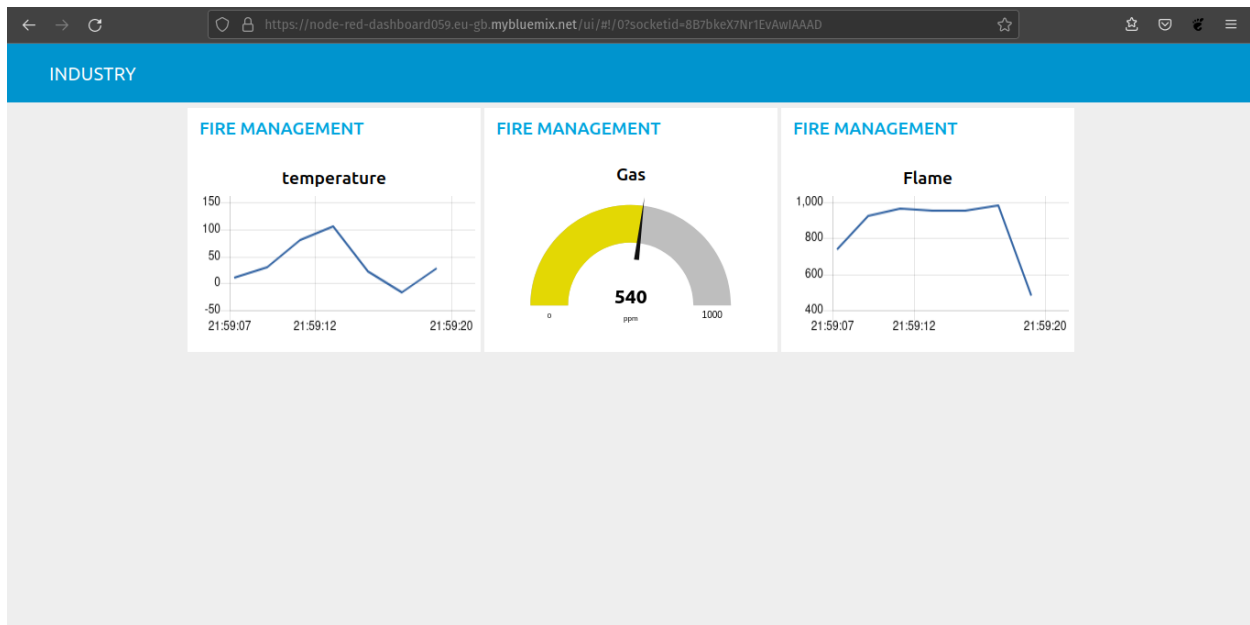 https://node-red-dashboard059.eu-gb.mybluemix.net/ui/#!/0?socketid=8B7bkeX7Nr1EvAwIAAAD
INDUSTRY
FIRE MANAGEMENT
temperature
150
100
50
0
-50
21:59:07 21:59:12 21:59:20
FIRE MANAGEMENT
Gas
540
ppm
0 1000
FIRE MANAGEMENT
Flame
1,000
800
600
400
21:59:07 21:59:12 21:59:20